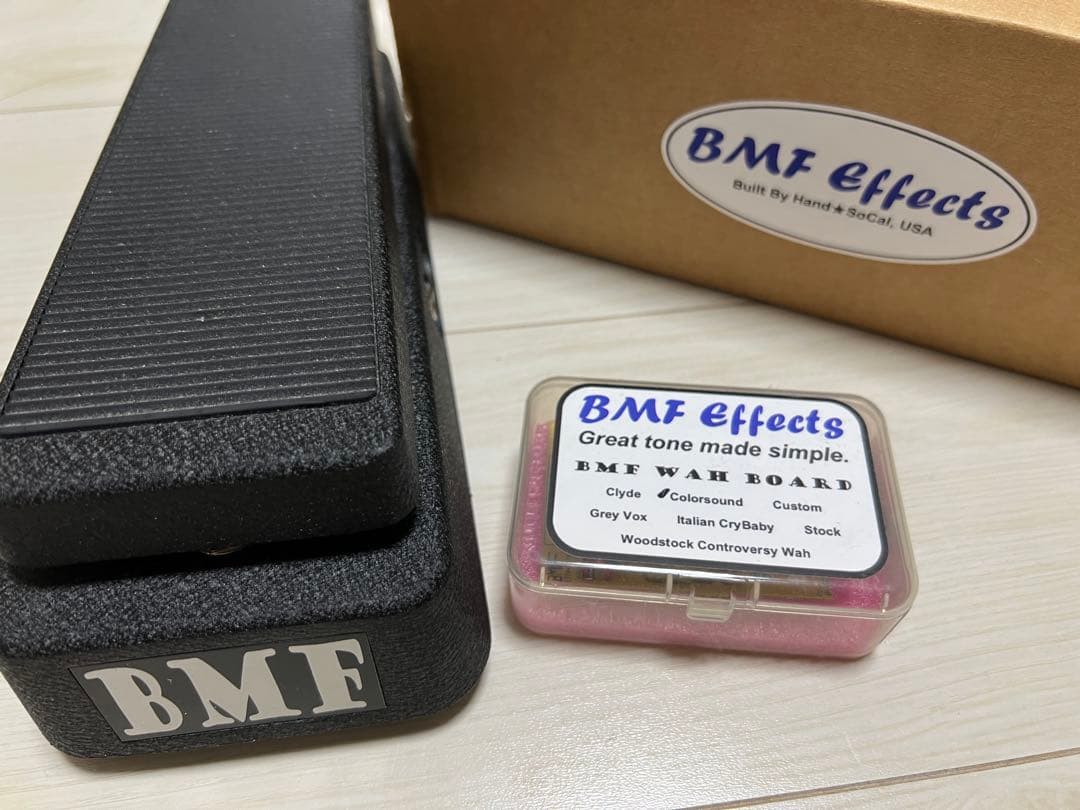 BMF Effects
Built By Hand★SoCal, USA
BMF Effects
Great tone made simple.
BMF WAH BOARD
Clyde Colorsound Custom
Grey Vox Italian CryBaby Stock
Woodstock Controversy Wah
BMF